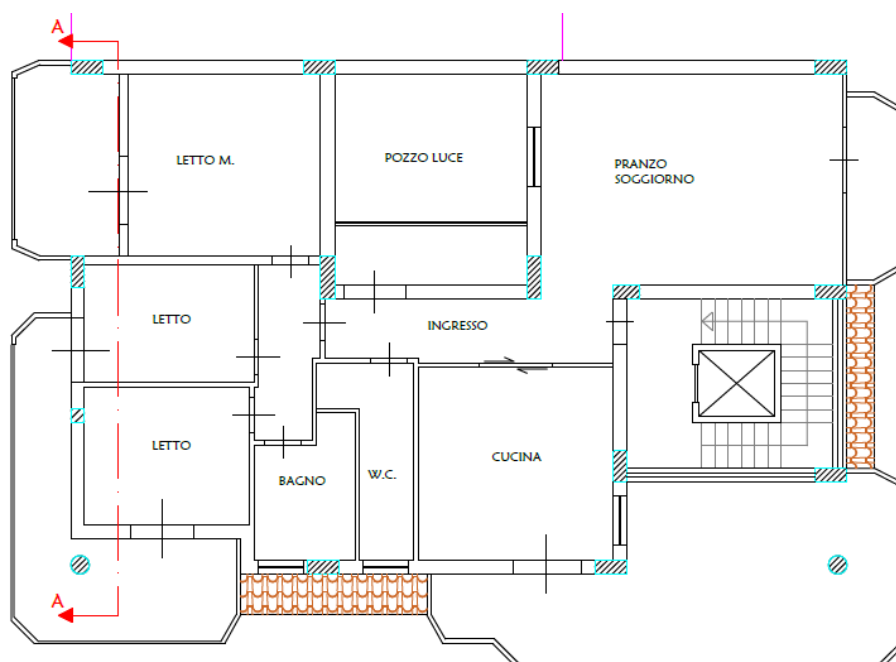 A
LETTO M.
POZZO LUCE
PRANZO
SOGGIORNO
LETTO
INGRESSO
LETTO
BAGNO
W.C.
CUCINA
A